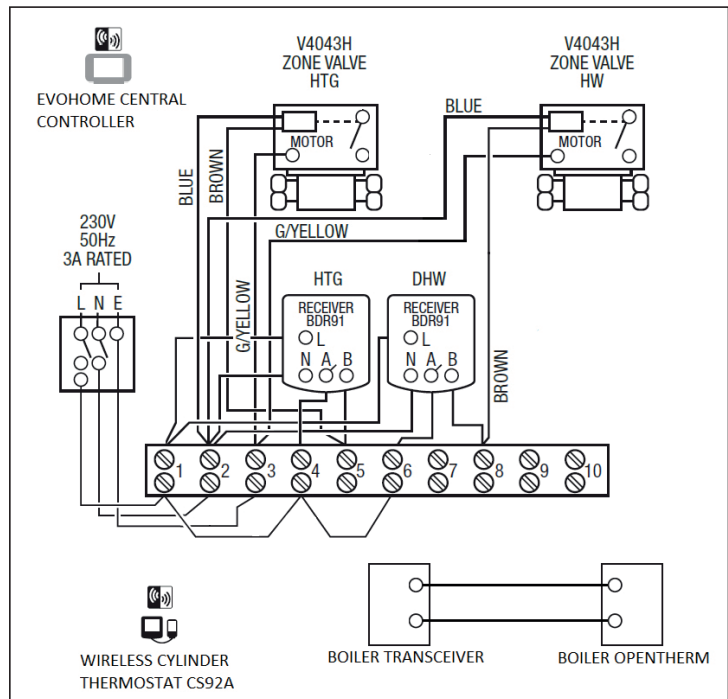 V4043H
ZONE VALVE
HTG
V4043H
ZONE VALVE
HW
EVOHOME CENTRAL
CONTROLLER
BLUE
MOTOR
MOTOR
BLUE
BROWN
G/YELLOW
230V
50Hz
3A RATED
L N E
G/YELLOW
HTG
DHW
RECEIVER
BDR91
L
N A B
RECEIVER
BDR91
L
N A B
BROWN
1 2 3 4 5 6 7 8 9 10
WIRELESS CYLINDER
THERMOSTAT CS92A
BOILER TRANSCEIVER
BOILER OPENTHERM